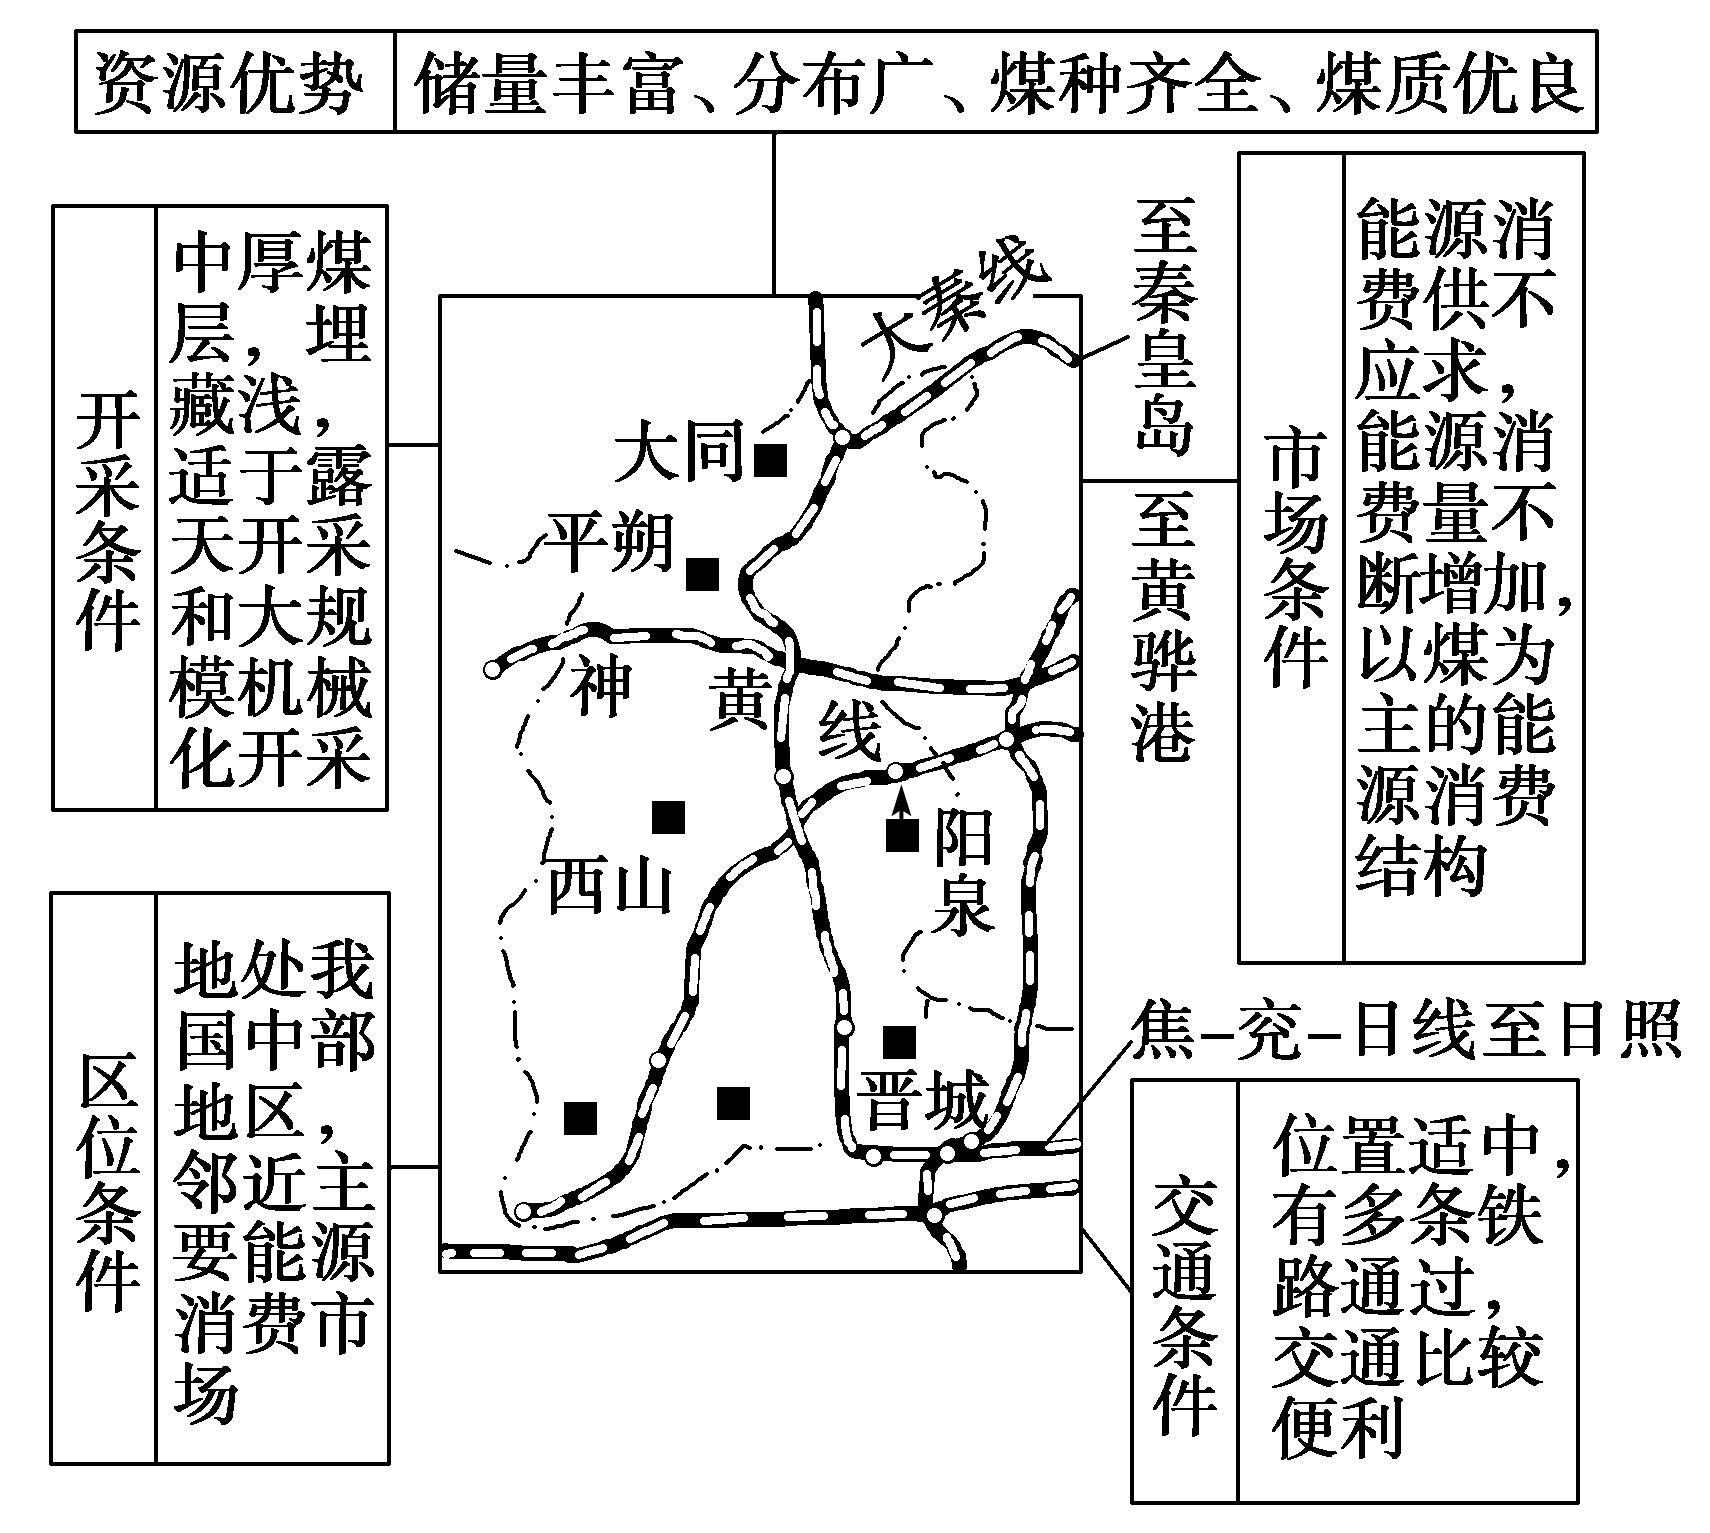 资源优势 储量丰富、分布广、煤种齐全、煤质优良
开采条件
中厚煤
层，埋
藏浅，
适于露
天开采
和大规
模机械
化开采
区位条件
地处我
国中部
地区，
邻近主
要能源
消费市
场
大秦线
大同
平朔
神黄线
西山
阳泉
晋城
至秦皇岛
至黄骅港
市场条件
能源消
费供不
应求，
能源消
费量不
断增加，
以煤为
主的能
源消费
结构
焦-兖-日线至日照
交通条件
位置适中，
有多条铁
路通过，
交通比较
便利